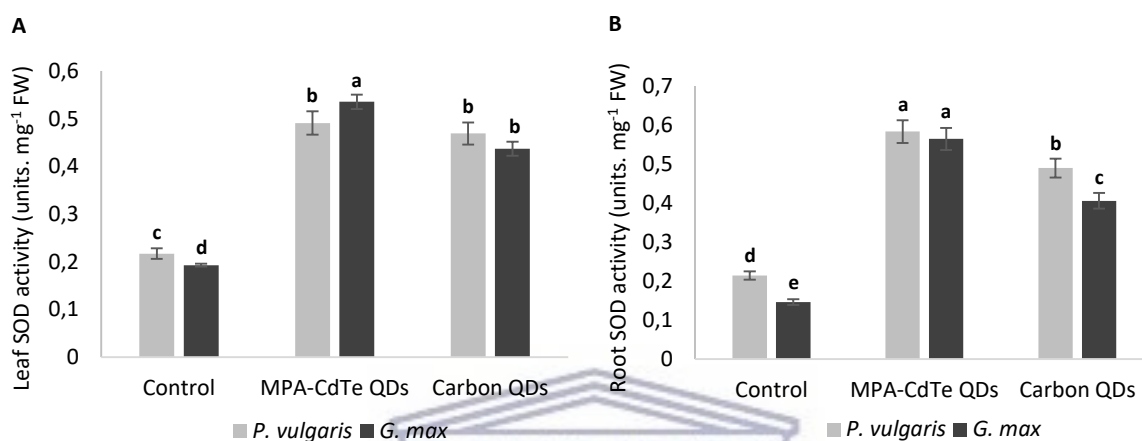 A
Leaf SOD activity (units. mg⁻¹ FW)
0,6
0,5
0,4
0,3
0,2
0,1
0
c
d
b
a
b
b
Control
MPA-CdTe QDs
Carbon QDs
P. vulgaris
G. max
B
Root SOD activity (units. mg⁻¹ FW)
0,7
0,6
0,5
0,4
0,3
0,2
0,1
0
d
e
a
a
b
c
Control
MPA-CdTe QDs
Carbon QDs
P. vulgaris
G. max